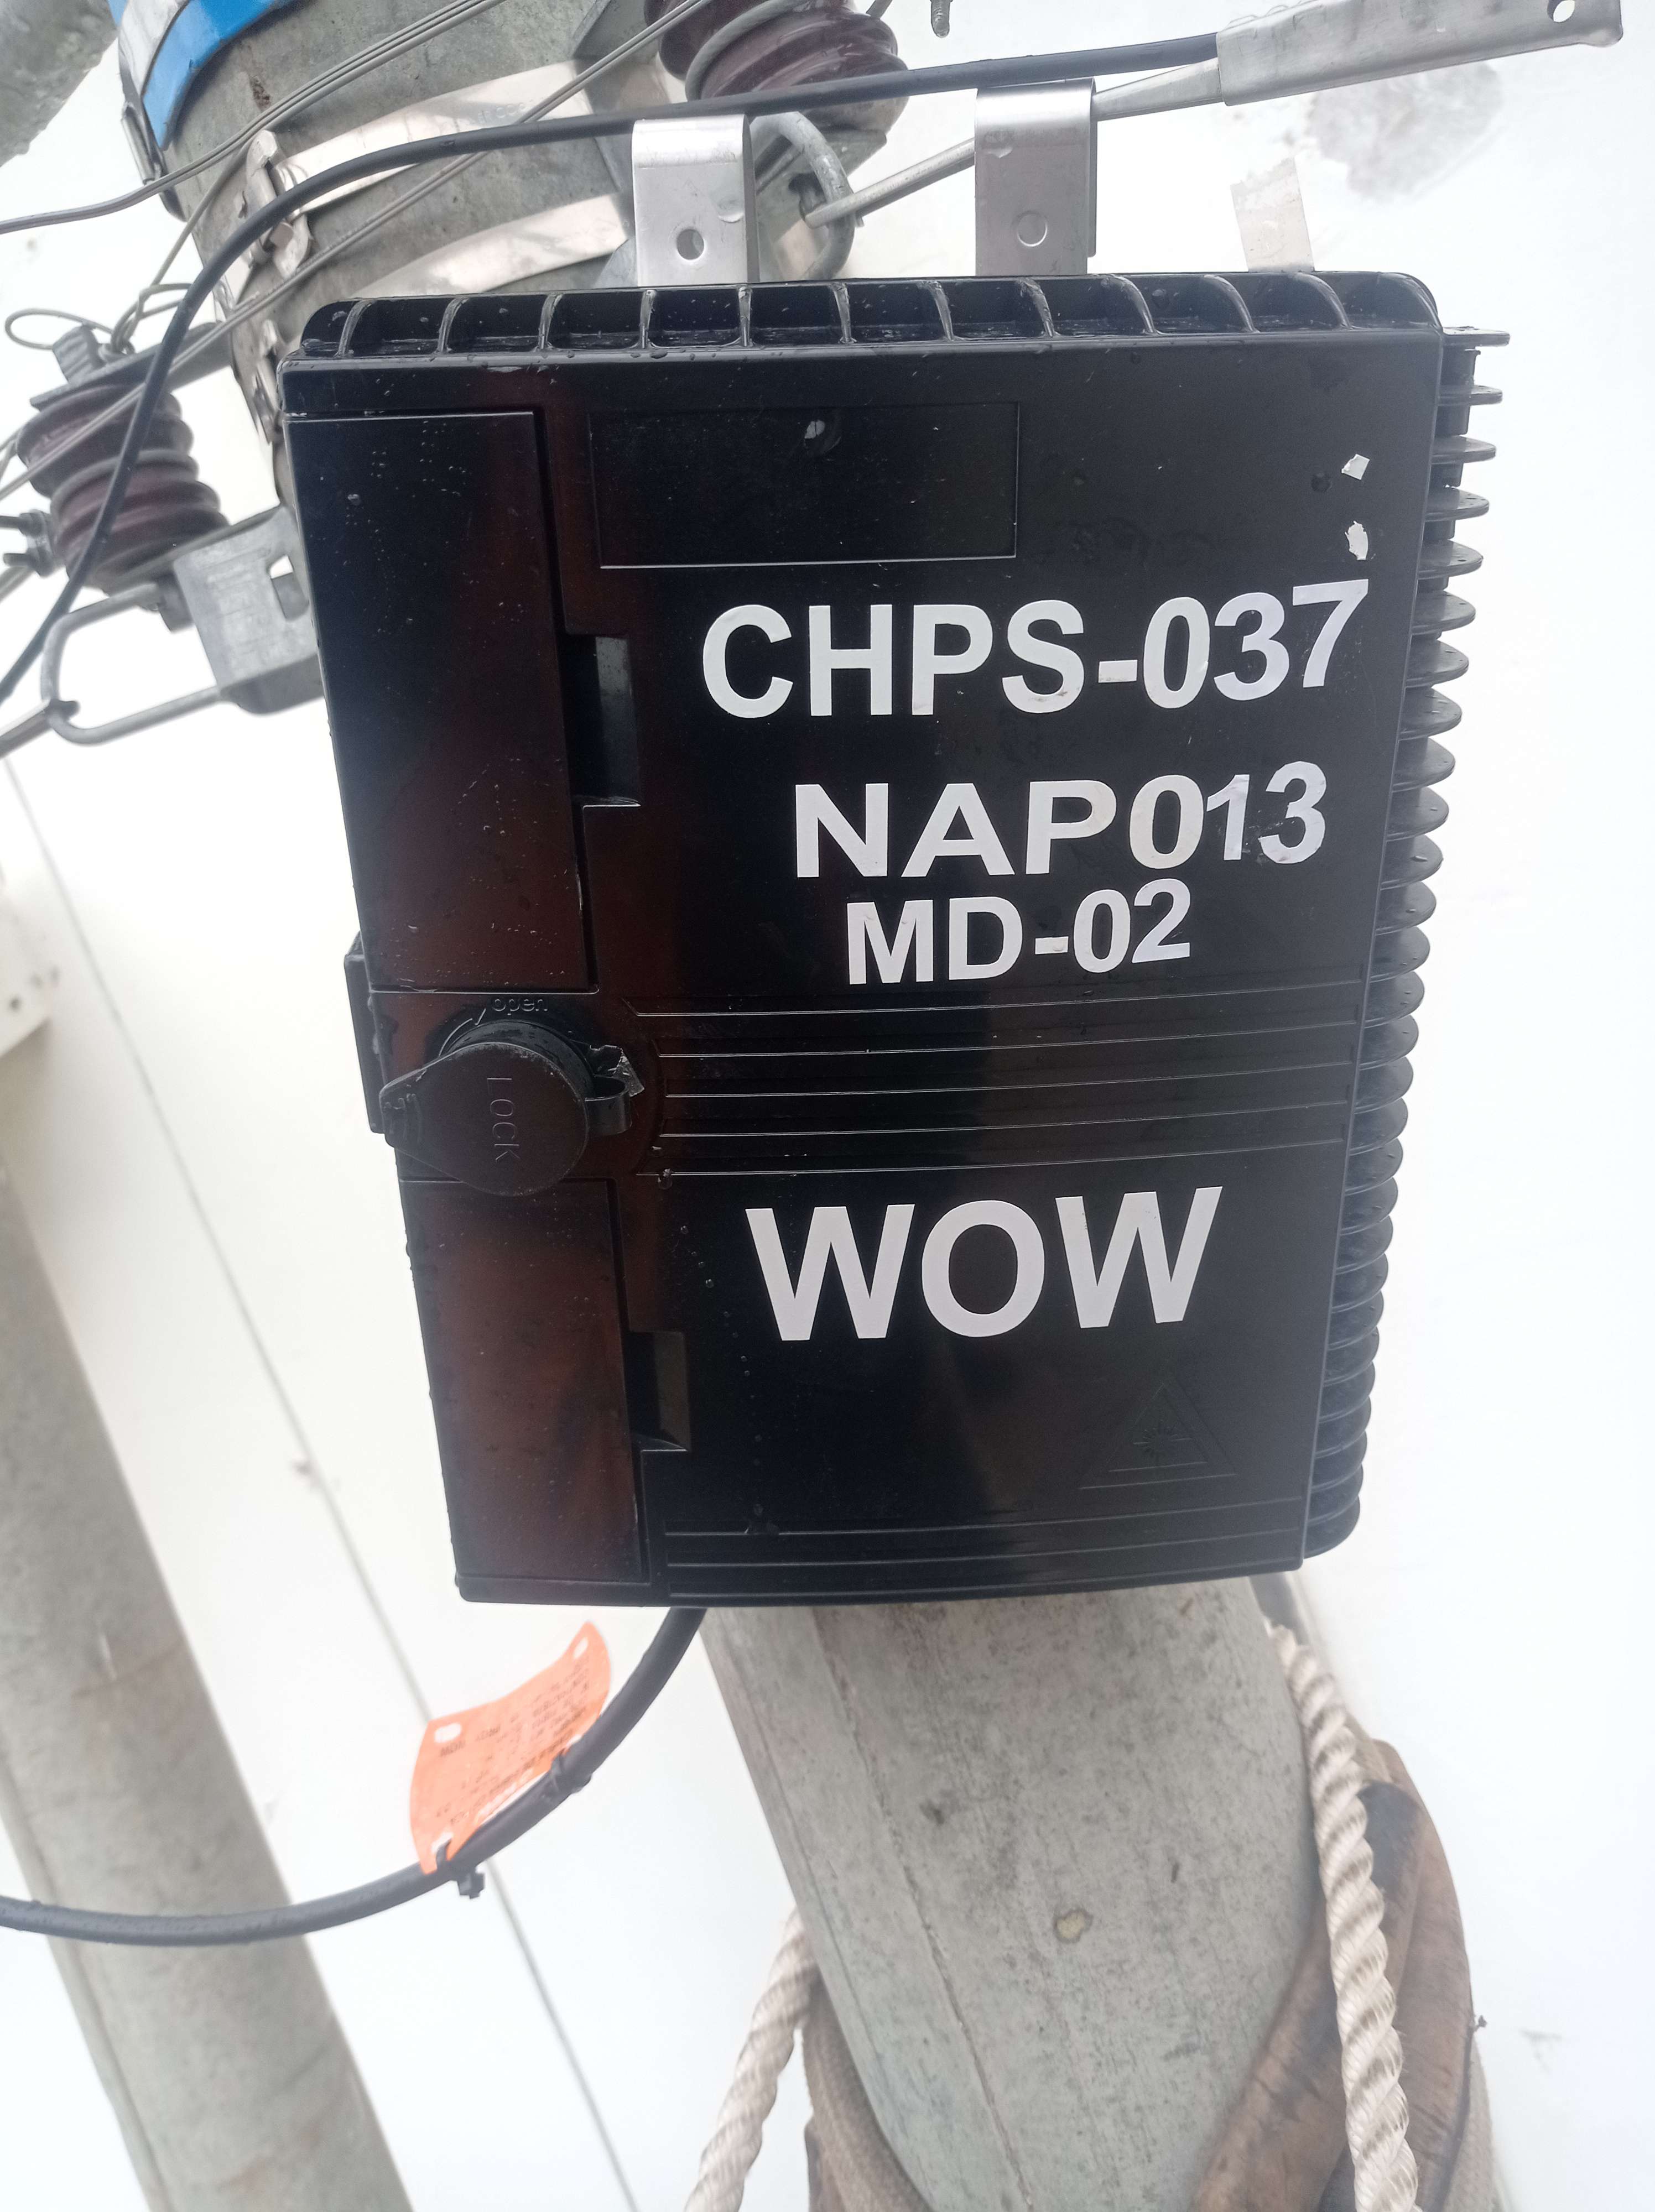 CHPS-037
NAP013
MD-02
open
LOCK
WOW